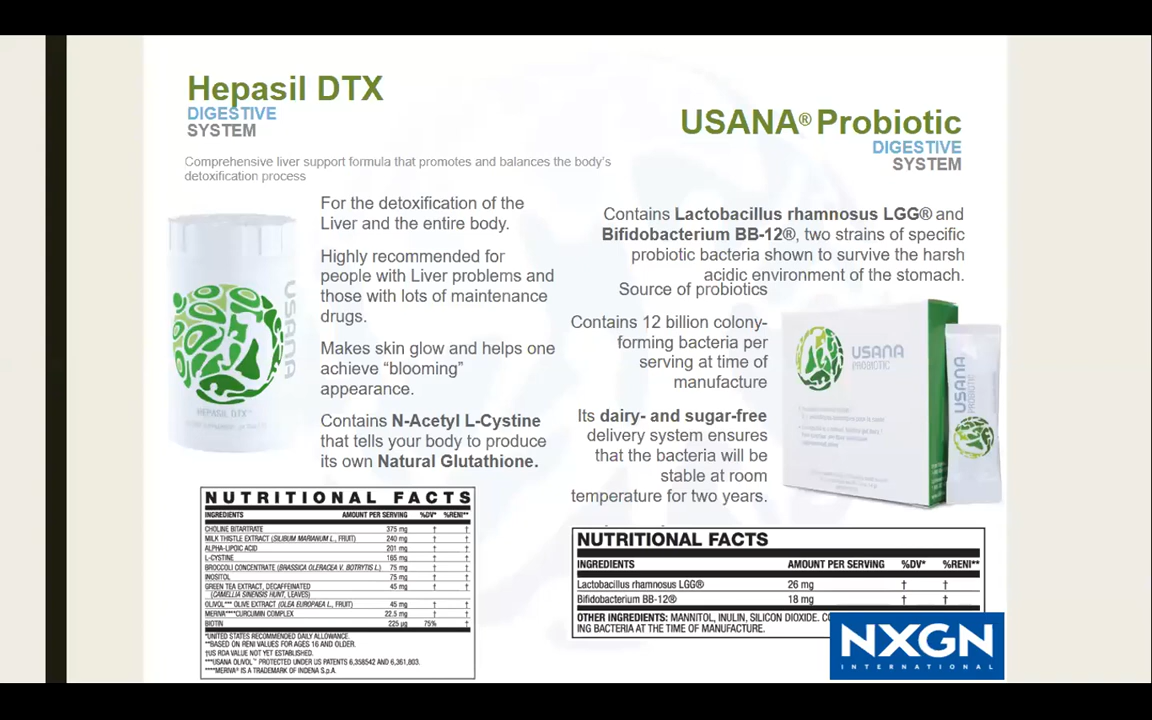 Hepasil DTX
DIGESTIVE
SYSTEM
Comprehensive liver support formula that promotes and balances the body's
detoxification process
For the detoxification of the
Liver and the entire body.
Highly recommended for
people with Liver problems and
those with lots of maintenance
drugs.
Makes skin glow and helps one
achieve "blooming"
appearance.
Contains N-Acetyl L-Cystine
that tells your body to produce
its own Natural Glutathione.
USANA
HEPASIL DTX™
NUTRITIONAL FACTS
INGREDIENTS AMOUNT PER SERVING %DV* %RENI**
CHOLINE BITARTRATE 375 mg † †
MILK THISTLE EXTRACT (SILIBUM MARIANUM L., FRUIT) 240 mg † †
ALPHA-LIPOIC ACID 201 mg † †
L-CYSTINE 165 mg † †
BROCCOLI CONCENTRATE (BRASSICA OLERACEA V. BOTRYTIS L.) 75 mg † †
INOSITOL 75 mg † †
GREEN TEA EXTRACT, DECAFFEINATED 45 mg † †
(CAMELLIA SINENSIS HUNT, LEAVES)
OLIVOL*** OLIVE EXTRACT (OLEA EUROPAEA L., FRUIT) 45 mg † †
MERIVA****CURCUMIN COMPLEX 22.5 mg † †
BIOTIN 225 µg 75% †
*UNITED STATES RECOMMENDED DAILY ALLOWANCE.
**BASED ON RENI VALUES FOR AGES 16 AND OLDER.
†US RDA VALUE NOT YET ESTABLISHED.
***USANA OLIVOL™ PROTECTED UNDER US PATENTS 6,358542 AND 6,361,803.
****MERIVA® IS A TRADEMARK OF INDENA S.p.A.
USANA® Probiotic
DIGESTIVE
SYSTEM
Contains Lactobacillus rhamnosus LGG® and
Bifidobacterium BB-12®, two strains of specific
probiotic bacteria shown to survive the harsh
acidic environment of the stomach.
Source of probiotics
Contains 12 billion colony-
forming bacteria per
serving at time of
manufacture
Its dairy- and sugar-free
delivery system ensures
that the bacteria will be
stable at room
temperature for two years.
USANA
PROBIOTIC
USANA
PROBIOTIC
NUTRITIONAL FACTS
INGREDIENTS AMOUNT PER SERVING %DV* %RENI**
Lactobacillus rhamnosus LGG® 26 mg † †
Bifidobacterium BB-12® 18 mg † †
OTHER INGREDIENTS: MANNITOL, INULIN, SILICON DIOXIDE.
ING BACTERIA AT THE TIME OF MANUFACTURE.
NXGN
INTERNATIONAL